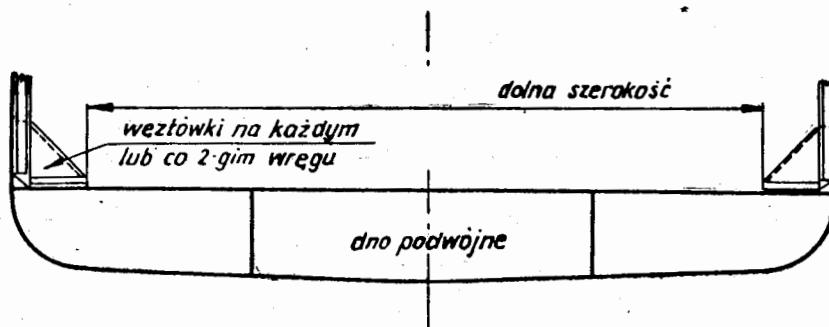 dolna szerokość
węzłówki na każdym
lub co 2-gim wręgu
dno podwójne